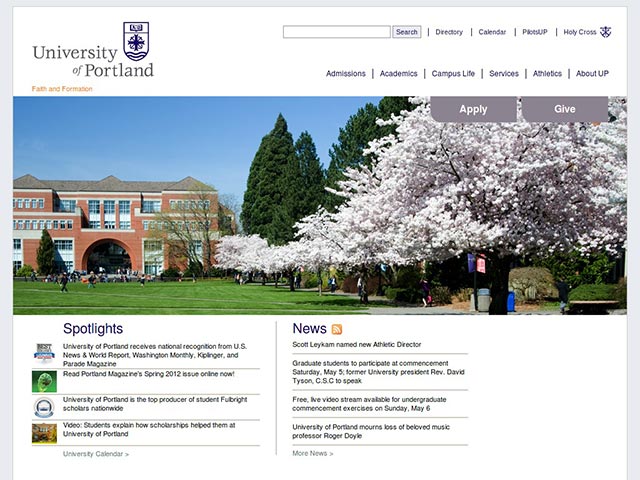 University
of Portland
Faith and Formation
Search
Directory
Calendar
PilotsUP
Holy Cross
Admissions
Academics
Campus Life
Services
Athletics
About UP
Apply
Give
Spotlights
University of Portland receives national recognition from U.S.
News & World Report, Washington Monthly, Kiplinger, and
Parade Magazine
Read Portland Magazine's Spring 2012 issue online now!
University of Portland is the top producer of student Fulbright
scholars nationwide
Video: Students explain how scholarships helped them at
University of Portland
University Calendar >
News
Scott Leykam named new Athletic Director
Graduate students to participate at commencement
Saturday, May 5; former University president Rev. David
Tyson, C.S.C to speak
Free, live video stream available for undergraduate
commencement exercises on Sunday, May 6
University of Portland mourns loss of beloved music
professor Roger Doyle
More News >